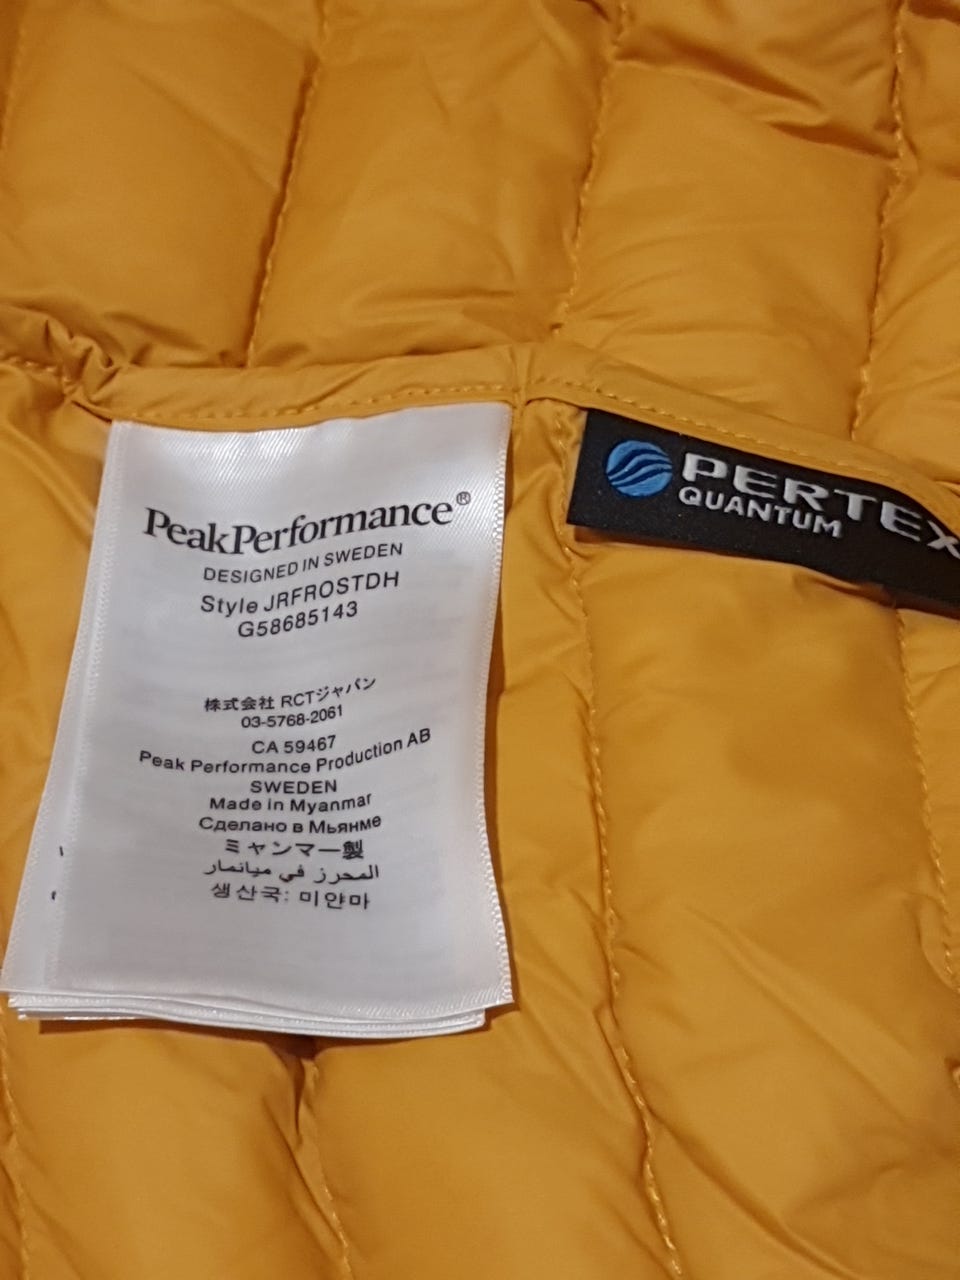 PeakPerformance®
DESIGNED IN SWEDEN
Style JRFROSTDH
G58685143
株式会社 RCTジャパン
03-5768-2061
CA 59467
Peak Performance Production AB
SWEDEN
Made in Myanmar
Сделано в Мьянме
ミャンマー製
المحرز في ميانمار
생산국: 미얀마
PERTEX
QUANTUM